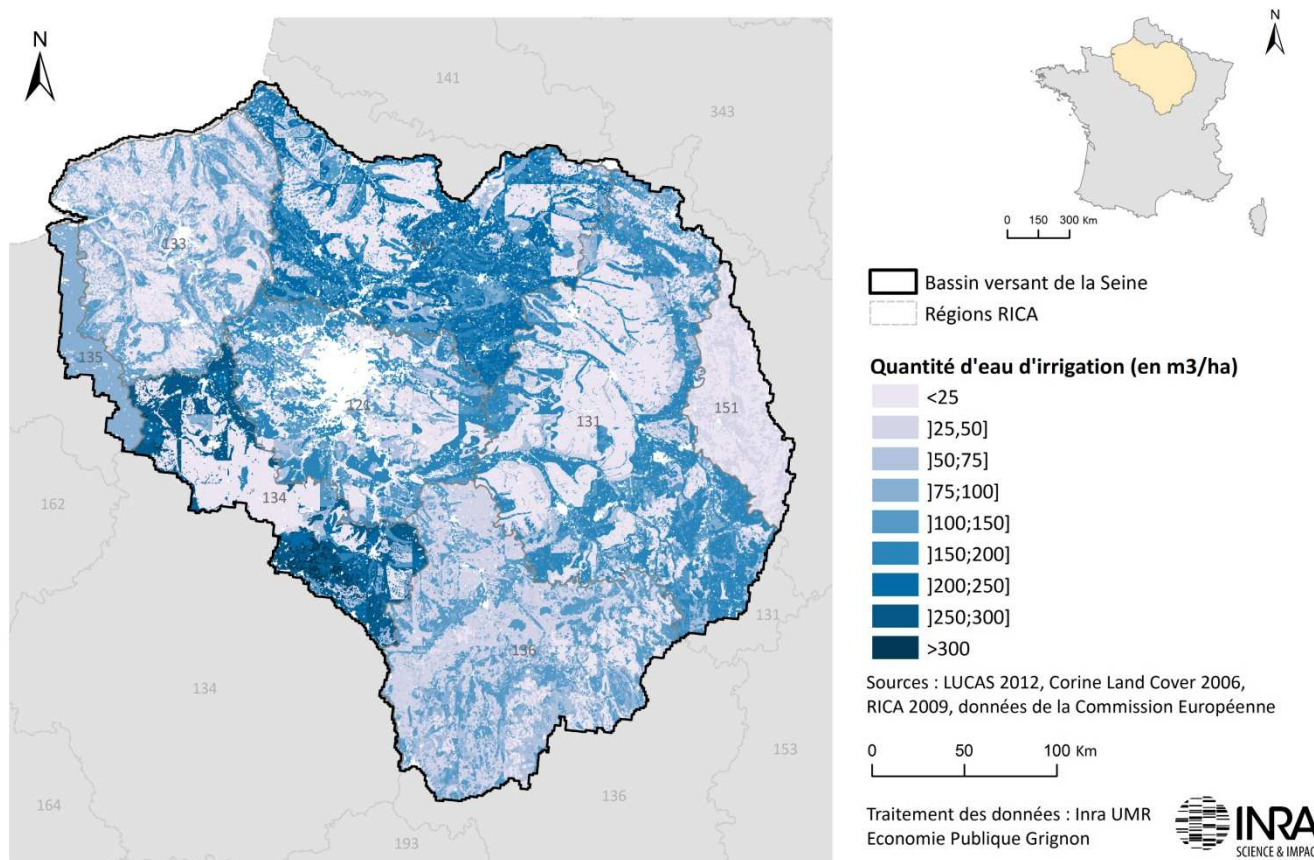 N
141
343
133
135
121
131
151
162
134
134
131
136
164
193
136
153
N
0 150 300 Km
Bassin versant de la Seine
Régions RICA
Quantité d'eau d'irrigation (en m3/ha)
<25
]25,50]
]50;75]
]75;100]
]100;150]
]150;200]
]200;250]
]250;300]
>300
Sources : LUCAS 2012, Corine Land Cover 2006,
RICA 2009, données de la Commission Européenne
0 50 100 Km
Traitement des données : Inra UMR
Economie Publique Grignon
INRA
SCIENCE & IMPACT